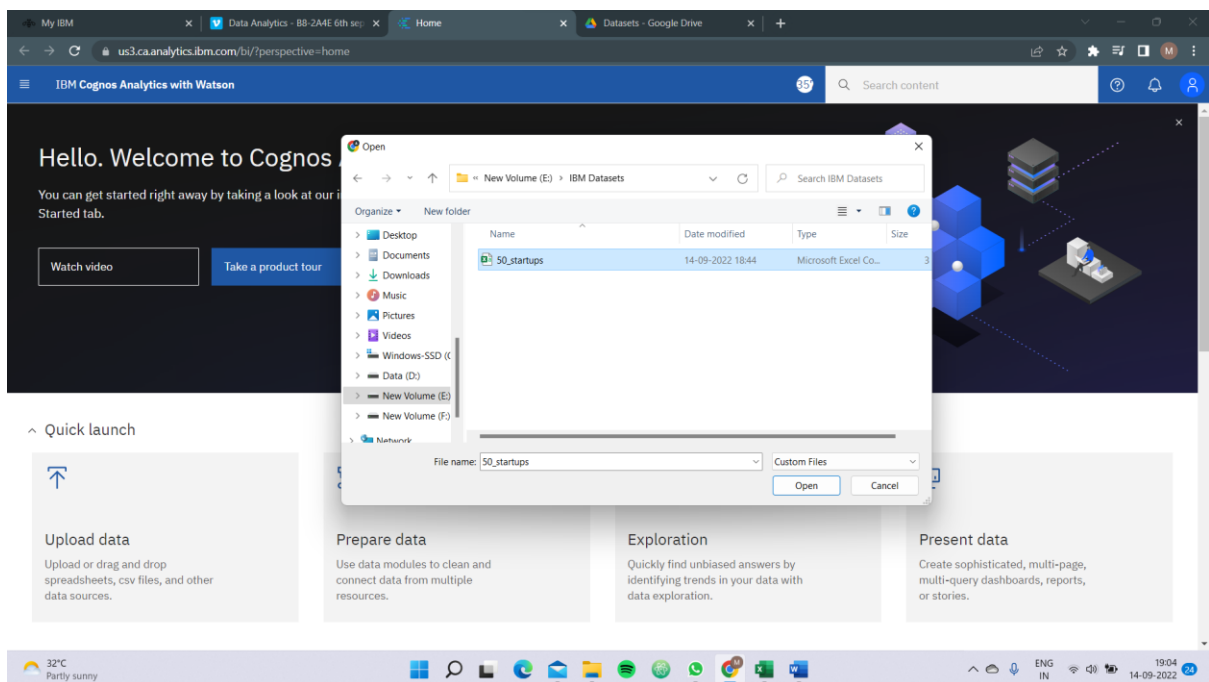 My IBM
Data Analytics - B8-2A4E 6th sep
Home
Datasets - Google Drive
us3.ca.analytics.ibm.com/bi/?perspective=home
M
IBM Cognos Analytics with Watson
Search content
Hello. Welcome to Cognos
You can get started right away by taking a look at our
Started tab.
Watch video
Take a product tour
Open
« New Volume (E:) > IBM Datasets
Search IBM Datasets
Organize
New folder
Name
Date modified
Type
Size
Desktop
Documents
Downloads
Music
Pictures
Videos
Windows-SSD (C
Data (D:)
New Volume (E:)
New Volume (F:)
Network
50_startups
14-09-2022 18:44
Microsoft Excel Co...
3
File name: 50_startups
Custom Files
Open
Cancel
Quick launch
Upload data
Upload or drag and drop
spreadsheets, csv files, and other
data sources.
Prepare data
Use data modules to clean and
connect data from multiple
resources.
Exploration
Quickly find unbiased answers by
identifying trends in your data with
data exploration.
Present data
Create sophisticated, multi-page,
multi-query dashboards, reports,
or stories.
32°C
Partly sunny
ENG
IN
19:04
14-09-2022
24